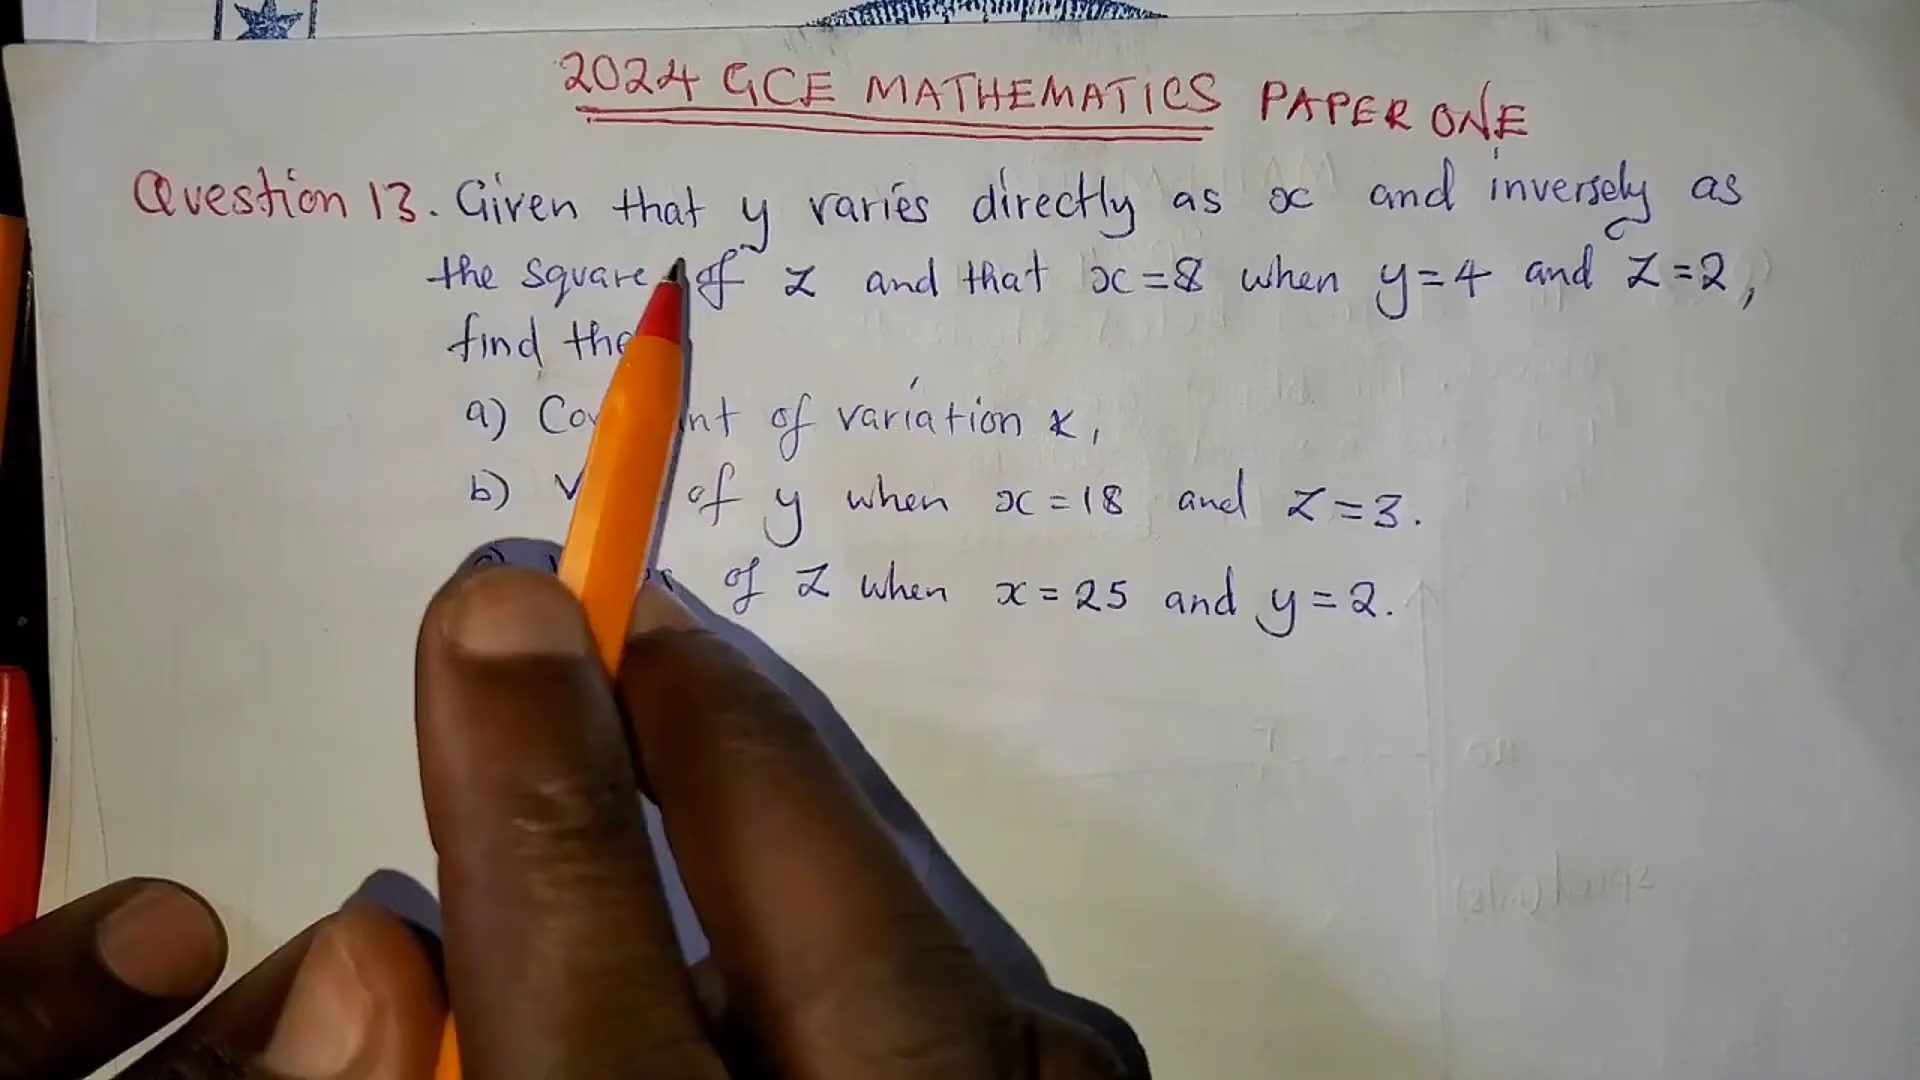 2024 GCE MATHEMATICS PAPER ONE
Question 13. Given that y varies directly as x and inversely as
the square of z and that x=8 when y=4 and z=2,
find the
a) of variation k,
b) of y when x=18 and z=3.
of z when x=25 and y=2.